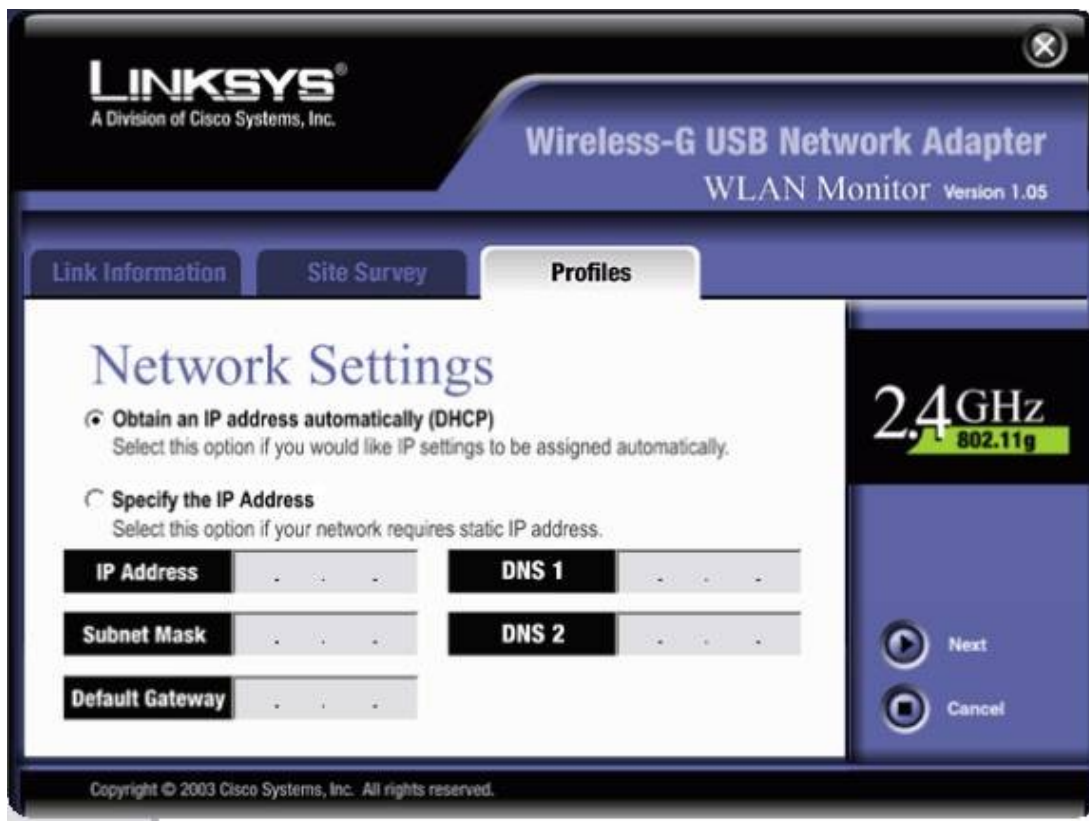 LINKSYS®
A Division of Cisco Systems, Inc.
Wireless-G USB Network Adapter
WLAN Monitor Version 1.05
Link Information Site Survey Profiles
Network Settings
Obtain an IP address automatically (DHCP)
Select this option if you would like IP settings to be assigned automatically.
Specify the IP Address
Select this option if your network requires static IP address.
IP Address . . . DNS 1 . . .
Subnet Mask . . . DNS 2 . . .
Default Gateway . . .
2.4GHz
802.11g
Next
Cancel
Copyright © 2003 Cisco Systems, Inc. All rights reserved.